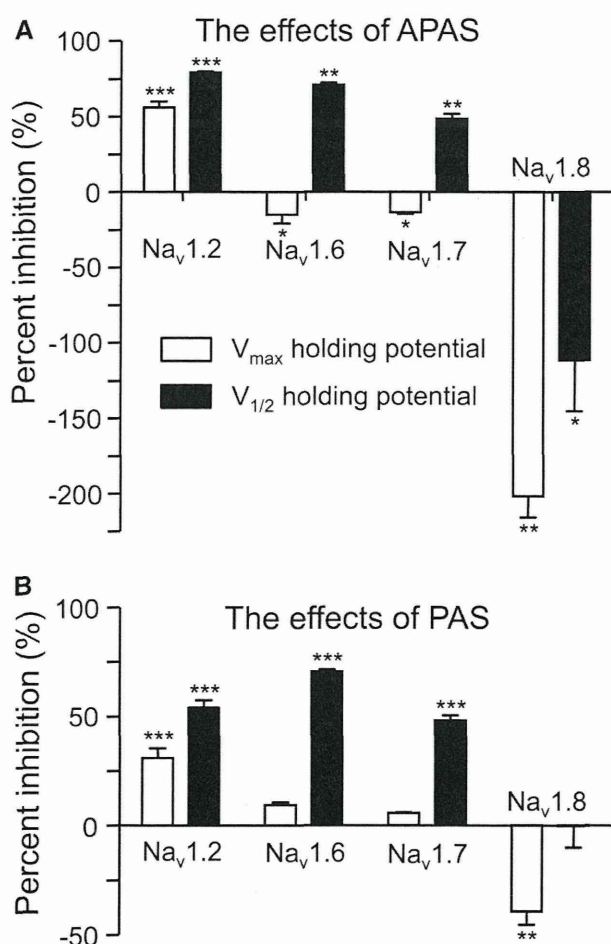 A
The effects of APAS
Percent inhibition (%)
100
50
0
-50
-100
-150
-200
*** *** ** **
* *
Nav1.8
Nav1.2 Nav1.6 Nav1.7
Vmax holding potential
V1/2 holding potential
*
**
B
The effects of PAS
Percent inhibition (%)
100
50
0
-50
*** *** *** ***
Nav1.8
Nav1.2 Nav1.6 Nav1.7
**